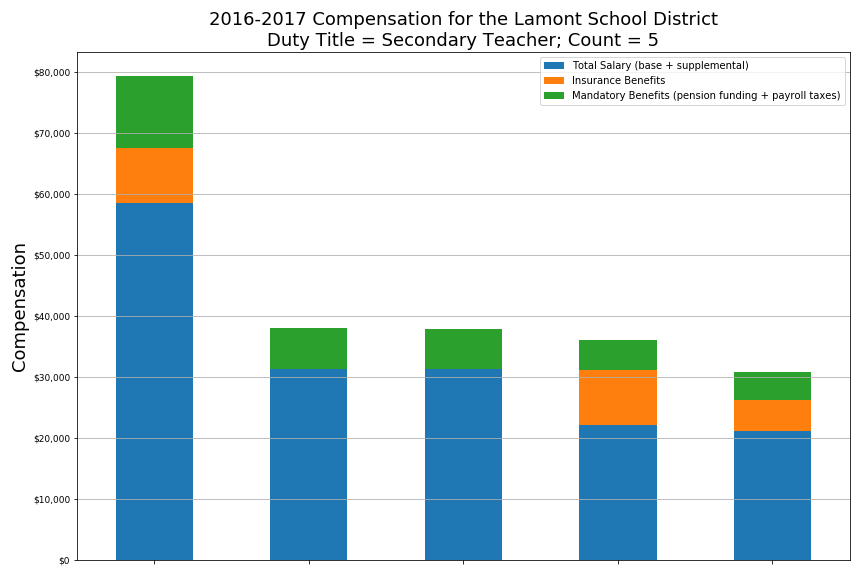 2016-2017 Compensation for the Lamont School District
Duty Title = Secondary Teacher; Count = 5
Total Salary (base + supplemental)
Insurance Benefits
Mandatory Benefits (pension funding + payroll taxes)
Compensation
$80,000
$70,000
$60,000
$50,000
$40,000
$30,000
$20,000
$10,000
$0